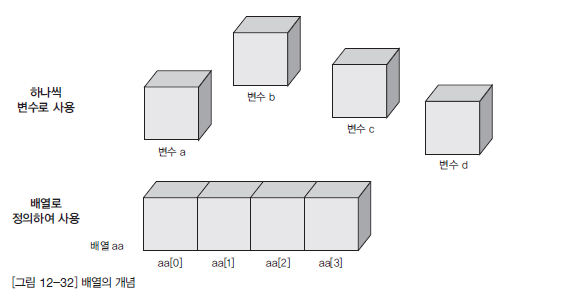 하나씩
변수로 사용
변수 a
변수 b
변수 c
변수 d
배열로
정의하여 사용
배열 aa
aa[0]
aa[1]
aa[2]
aa[3]
[그림 12-32] 배열의 개념